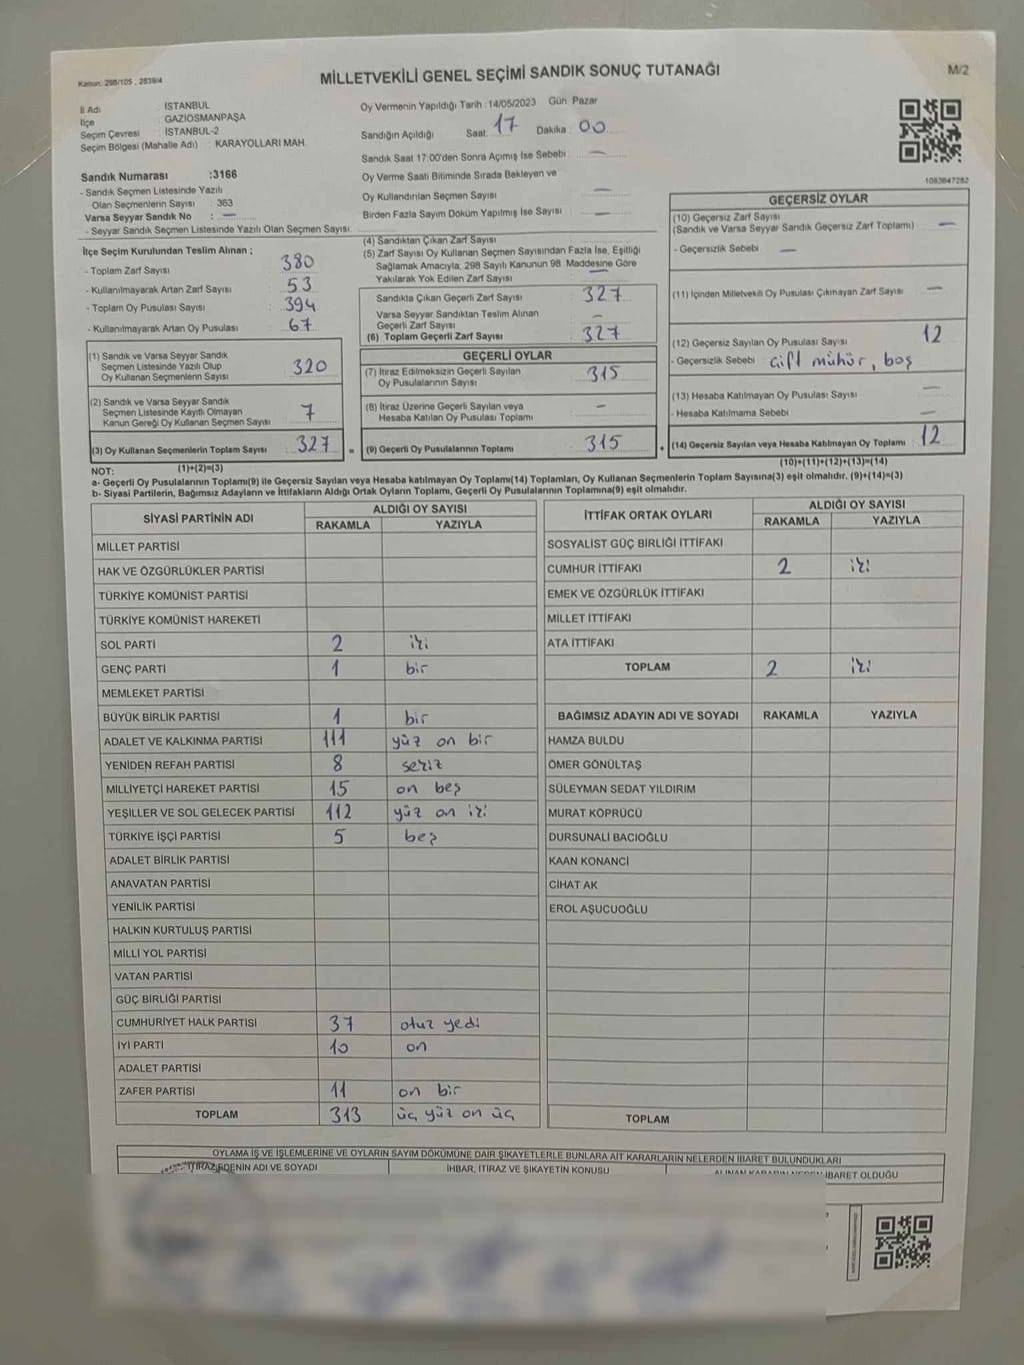 Kanun: 298/105 , 2839/4
MİLLETVEKİLİ GENEL SEÇİMİ SANDIK SONUÇ TUTANAĞI
M/2
İl Adı : İSTANBUL
İlçe : GAZİOSMANPAŞA
Seçim Çevresi : İSTANBUL-2
Seçim Bölgesi (Mahalle Adı) : KARAYOLLARI MAH.
Oy Vermenin Yapıldığı Tarih : 14/05/2023 Gün: Pazar
Sandığın Açıldığı Saat: 17 Dakika : 00
Sandık Saat 17:00'den Sonra Açımış İse Sebebi : —
Oy Verme Saati Bitiminde Sırada Bekleyen ve
Oy Kullandırılan Seçmen Sayısı : —
Birden Fazla Sayım Döküm Yapılmış İse Sayısı : —
1083847282
Sandık Numarası :3166
- Sandık Seçmen Listesinde Yazılı
Olan Seçmenlerin Sayısı : 363
Varsa Seyyar Sandık No : —
- Seyyar Sandık Seçmen Listesinde Yazılı Olan Seçmen Sayısı:
İlçe Seçim Kurulundan Teslim Alınan ;
- Toplam Zarf Sayısı : 380
- Kullanılmayarak Artan Zarf Sayısı : 53
- Toplam Oy Pusulası Sayısı : 394
- Kullanılmayarak Artan Oy Pusulası : 67
(1) Sandık ve Varsa Seyyar Sandık
Seçmen Listesinde Yazılı Olup
Oy Kullanan Seçmenlerin Sayısı : 320
(2) Sandık ve Varsa Seyyar Sandık
Seçmen Listesinde Kayıtlı Olmayan
Kanun Gereği Oy Kullanan Seçmen Sayısı : 7
(3) Oy Kullanan Seçmenlerin Toplam Sayısı : 327
(1)+(2)=(3)
(4) Sandıktan Çıkan Zarf Sayısı
(5) Zarf Sayısı Oy Kullanan Seçmen Sayısından Fazla İse, Eşitliği
Sağlamak Amacıyla; 298 Sayılı Kanunun 98. Maddesine Göre
Yakılarak Yok Edilen Zarf Sayısı : —
Sandıkta Çıkan Geçerli Zarf Sayısı : 327
Varsa Seyyar Sandıktan Teslim Alınan
Geçerli Zarf Sayısı : —
(6) Toplam Geçerli Zarf Sayısı : 327
GEÇERLİ OYLAR
(7) İtiraz Edilmeksizin Geçerli Sayılan
Oy Pusulalarının Sayısı : 315
(8) İtiraz Üzerine Geçerli Sayılan veya
Hesaba Katılan Oy Pusulası Toplamı : —
= (9) Geçerli Oy Pusulalarının Toplamı : 315 +
GEÇERSİZ OYLAR
(10) Geçersiz Zarf Sayısı
(Sandık ve Varsa Seyyar Sandık Geçersiz Zarf Toplamı) : —
- Geçersizlik Sebebi : —
(11) İçinden Milletvekili Oy Pusulası Çıkmayan Zarf Sayısı : —
(12) Geçersiz Sayılan Oy Pusulası Sayısı : 12
- Geçersizlik Sebebi : çift mühür, boş
(13) Hesaba Katılmayan Oy Pusulası Sayısı : —
- Hesaba Katılmama Sebebi : —
(14) Geçersiz Sayılan veya Hesaba Katılmayan Oy Toplamı : 12
(10)+(11)+(12)+(13)=(14)
NOT:
a- Geçerli Oy Pusulalarının Toplamı(9) ile Geçersiz Sayılan veya Hesaba katılmayan Oy Toplamı(14) Toplamları, Oy Kullanan Seçmenlerin Toplam Sayısına(3) eşit olmalıdır. (9)+(14)=(3)
b- Siyasi Partilerin, Bağımsız Adayların ve İttifakların Aldığı Ortak Oyların Toplamı, Geçerli Oy Pusulalarının Toplamına(9) eşit olmalıdır.
SİYASİ PARTİNİN ADI ALDIĞI OY SAYISI
RAKAMLA YAZIYLA
MİLLET PARTİSİ
HAK VE ÖZGÜRLÜKLER PARTİSİ
TÜRKİYE KOMÜNİST PARTİSİ
TÜRKİYE KOMÜNİST HAREKETİ
SOL PARTİ 2 iki
GENÇ PARTİ 1 bir
MEMLEKET PARTİSİ
BÜYÜK BİRLİK PARTİSİ 1 bir
ADALET VE KALKINMA PARTİSİ 111 yüz on bir
YENİDEN REFAH PARTİSİ 8 sekiz
MİLLİYETÇİ HAREKET PARTİSİ 15 on beş
YEŞİLLER VE SOL GELECEK PARTİSİ 112 yüz on iki
TÜRKİYE İŞÇİ PARTİSİ 5 beş
ADALET BİRLİK PARTİSİ
ANAVATAN PARTİSİ
YENİLİK PARTİSİ
HALKIN KURTULUŞ PARTİSİ
MİLLİ YOL PARTİSİ
VATAN PARTİSİ
GÜÇ BİRLİĞİ PARTİSİ
CUMHURİYET HALK PARTİSİ 37 otuz yedi
İYİ PARTİ 10 on
ADALET PARTİSİ
ZAFER PARTİSİ 11 on bir
TOPLAM 313 üç yüz on üç
İTTİFAK ORTAK OYLARI ALDIĞI OY SAYISI
RAKAMLA YAZIYLA
SOSYALİST GÜÇ BİRLİĞİ İTTİFAKI
CUMHUR İTTİFAKI 2 iki
EMEK VE ÖZGÜRLÜK İTTİFAKI
MİLLET İTTİFAKI
ATA İTTİFAKI
TOPLAM 2 iki
BAĞIMSIZ ADAYIN ADI VE SOYADI RAKAMLA YAZIYLA
HAMZA BULDU
ÖMER GÖNÜLTAŞ
SÜLEYMAN SEDAT YILDIRIM
MURAT KÖPRÜCÜ
DURSUNALİ BACIOĞLU
KAAN KONANCİ
CİHAT AK
EROL AŞUCUOĞLU
TOPLAM
OYLAMA İŞ VE İŞLEMLERİNE VE OYLARIN SAYIM DÖKÜMÜNE DAİR ŞİKAYETLERLE BUNLARA AİT KARARLARIN NELERDEN İBARET BULUNDUKLARI
İTİRAZ EDENİN ADI VE SOYADI İHBAR, İTİRAZ VE ŞİKAYETİN KONUSU ALINAN KARARIN NEDEN İBARET OLDUĞU